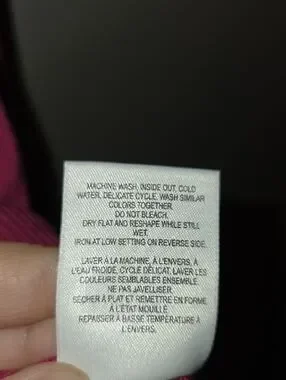 MACHINE WASH, INSIDE OUT, COLD
WATER, DELICATE CYCLE, WASH SIMILAR
COLORS TOGETHER.
DO NOT BLEACH.
DRY FLAT AND RESHAPE WHILE STILL
WET.
IRON AT LOW SETTING ON REVERSE SIDE.
LAVER À LA MACHINE, À L'ENVERS, À
L'EAU FROIDE, CYCLE DÉLICAT. LAVER LES
COULEURS SEMBLABLES ENSEMBLE.
NE PAS JAVELLISER.
SÉCHER À PLAT ET REMETTRE EN FORME
À L'ÉTAT MOUILLÉ.
REPASSER À BASSE TEMPÉRATURE À
L'ENVERS.